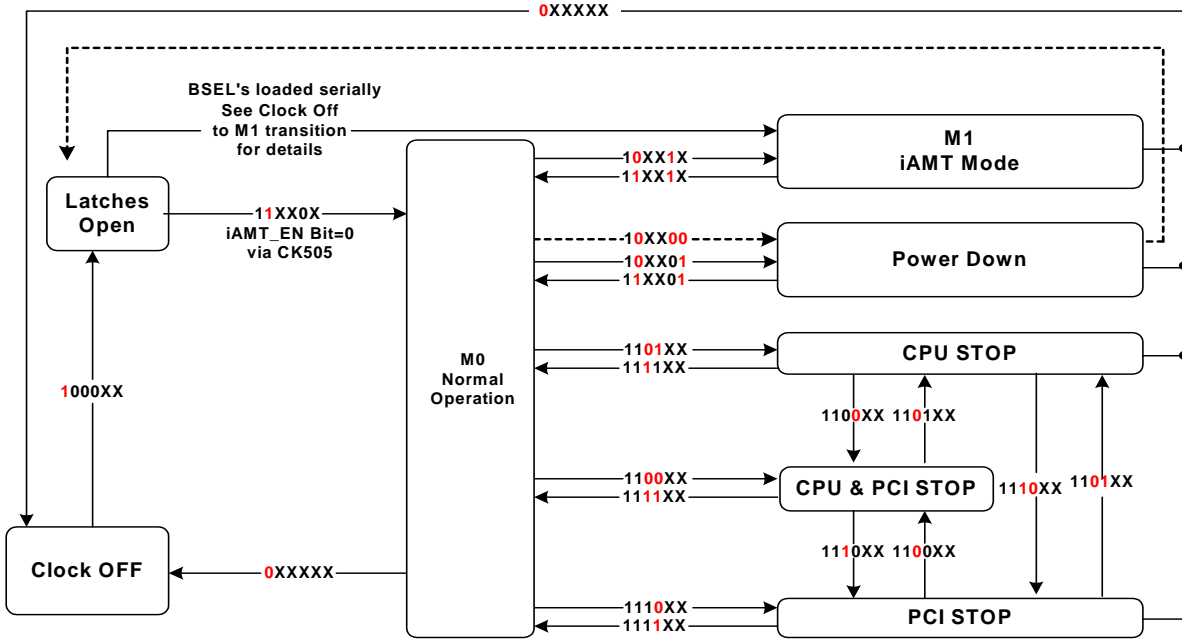 0XXXXX
BSEL's loaded serially
See Clock Off
to M1 transition
for details
M1
iAMT Mode
10XX1X
11XX1X
Latches
Open
11XX0X
iAMT_EN Bit=0
via CK505
10XX00
10XX01
11XX01
Power Down
1101XX
1111XX
CPU STOP
M0
Normal
Operation
1000XX
1100XX
1101XX
1100XX
1111XX
CPU & PCI STOP
1110XX
1101XX
1110XX
1100XX
Clock OFF
0XXXXX
1110XX
1111XX
PCI STOP